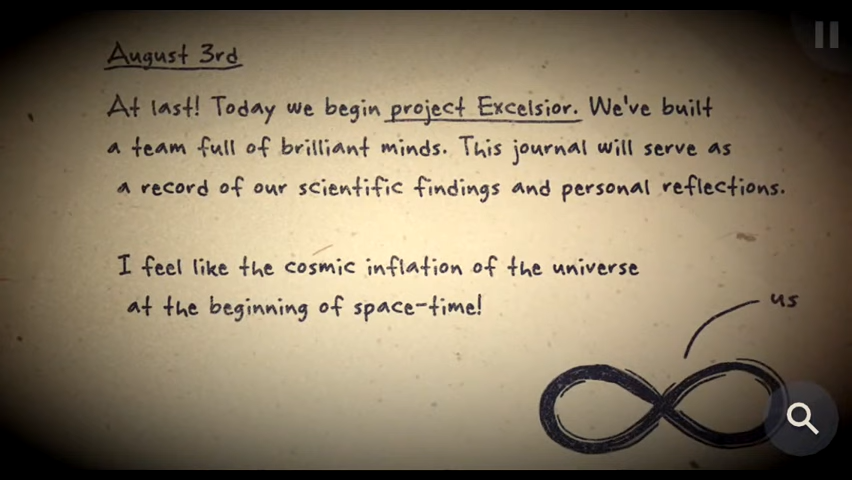 August 3rd
At last! Today we begin project Excelsior. We've built
a team full of brilliant minds. This journal will serve as
a record of our scientific findings and personal reflections.
I feel like the cosmic inflation of the universe
at the beginning of space-time!
us